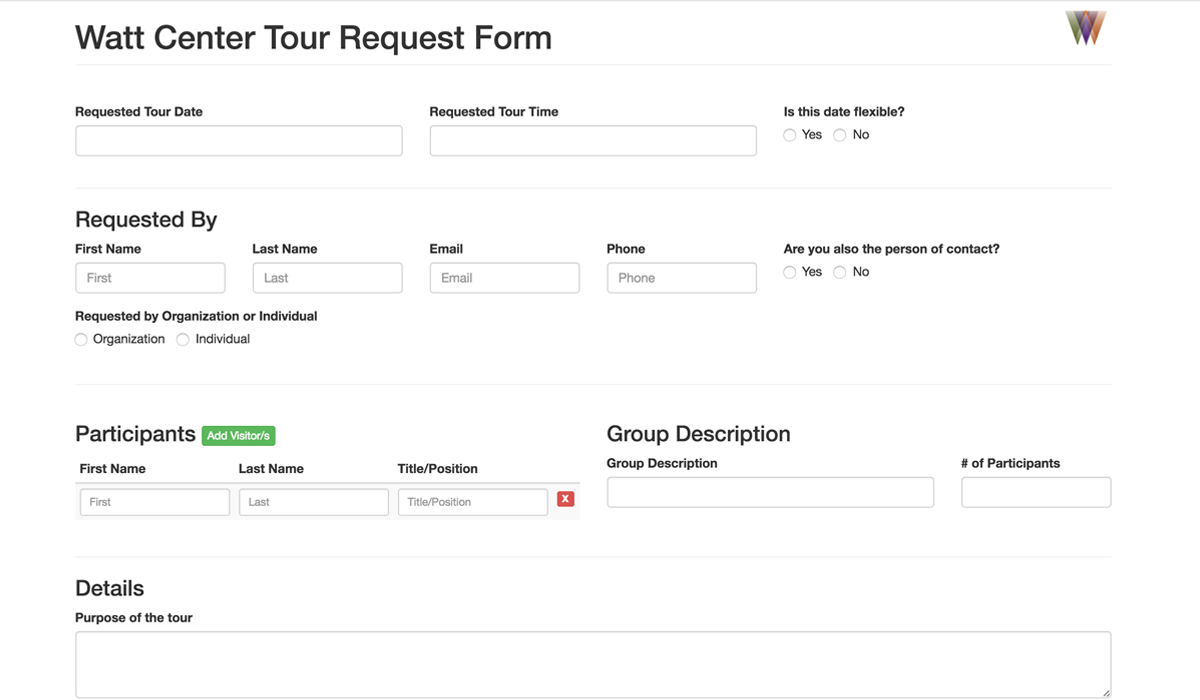 Watt Center Tour Request Form
Requested Tour Date Requested Tour Time Is this date flexible?
Yes No
Requested By
First Name Last Name Email Phone Are you also the person of contact?
First Last Email Phone Yes No
Requested by Organization or Individual
Organization Individual
Participants Add Visitor/s Group Description
First Name Last Name Title/Position Group Description # of Participants
First Last Title/Position X
Details
Purpose of the tour